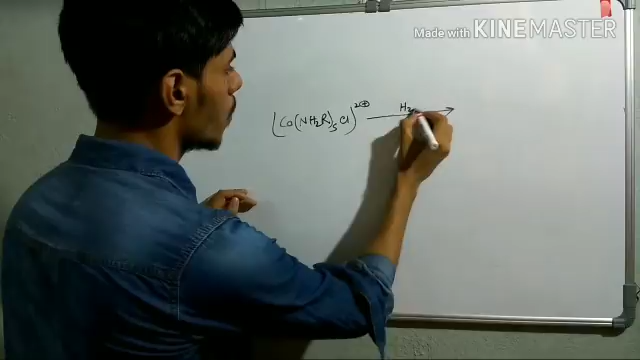 Made with KINEMASTER
[Co(NH₂R)₅Cl]²⊕ H₂ →